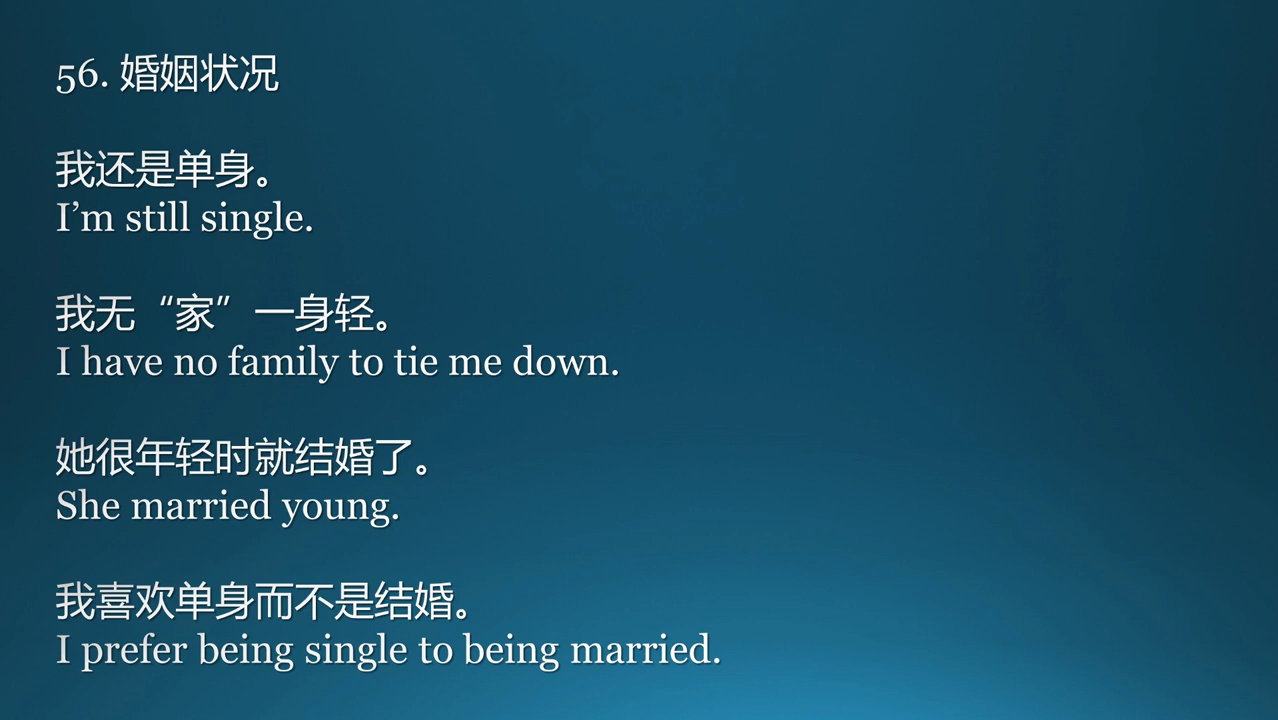 56. 婚姻状况
我还是单身。
I’m still single.
我无“家”一身轻。
I have no family to tie me down.
她很年轻时就结婚了。
She married young.
我喜欢单身而不是结婚。
I prefer being single to being married.